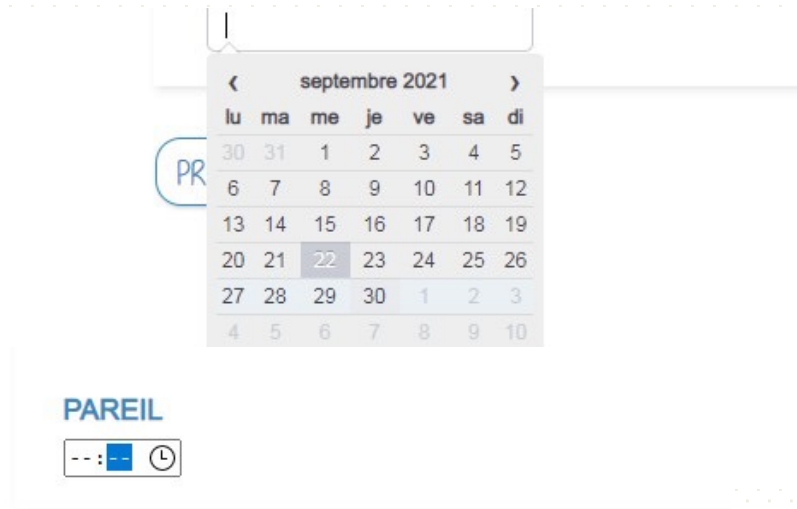 ‹ septembre 2021 ›
lu ma me je ve sa di
30 31 1 2 3 4 5
PR
6 7 8 9 10 11 12
13 14 15 16 17 18 19
20 21 22 23 24 25 26
27 28 29 30 1 2 3
4 5 6 7 8 9 10
PAREIL
--:--